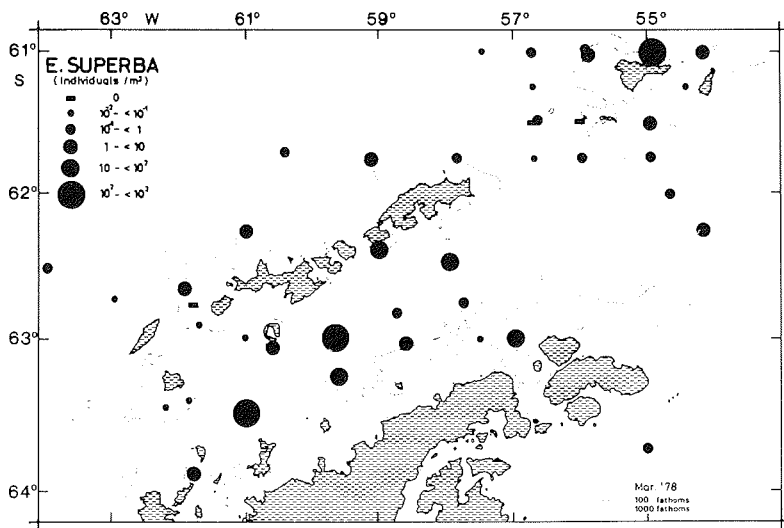 63° W 61° 59° 57° 55°
61°
S
E. SUPERBA
(Individuals /m³)
0
10⁻²- < 10⁻¹
10⁻¹ - < 1
1 - < 10
10 - < 10²
10² - < 10³
62°
63°
64°
Mar. '78
100 fathoms
1000 fathoms